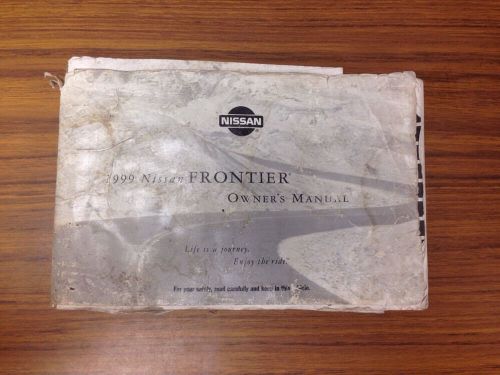 NISSAN
1999 Nissan FRONTIER®
OWNER'S MANUAL
Life is a journey.
Enjoy the ride.
For your safety, read carefully and keep in this